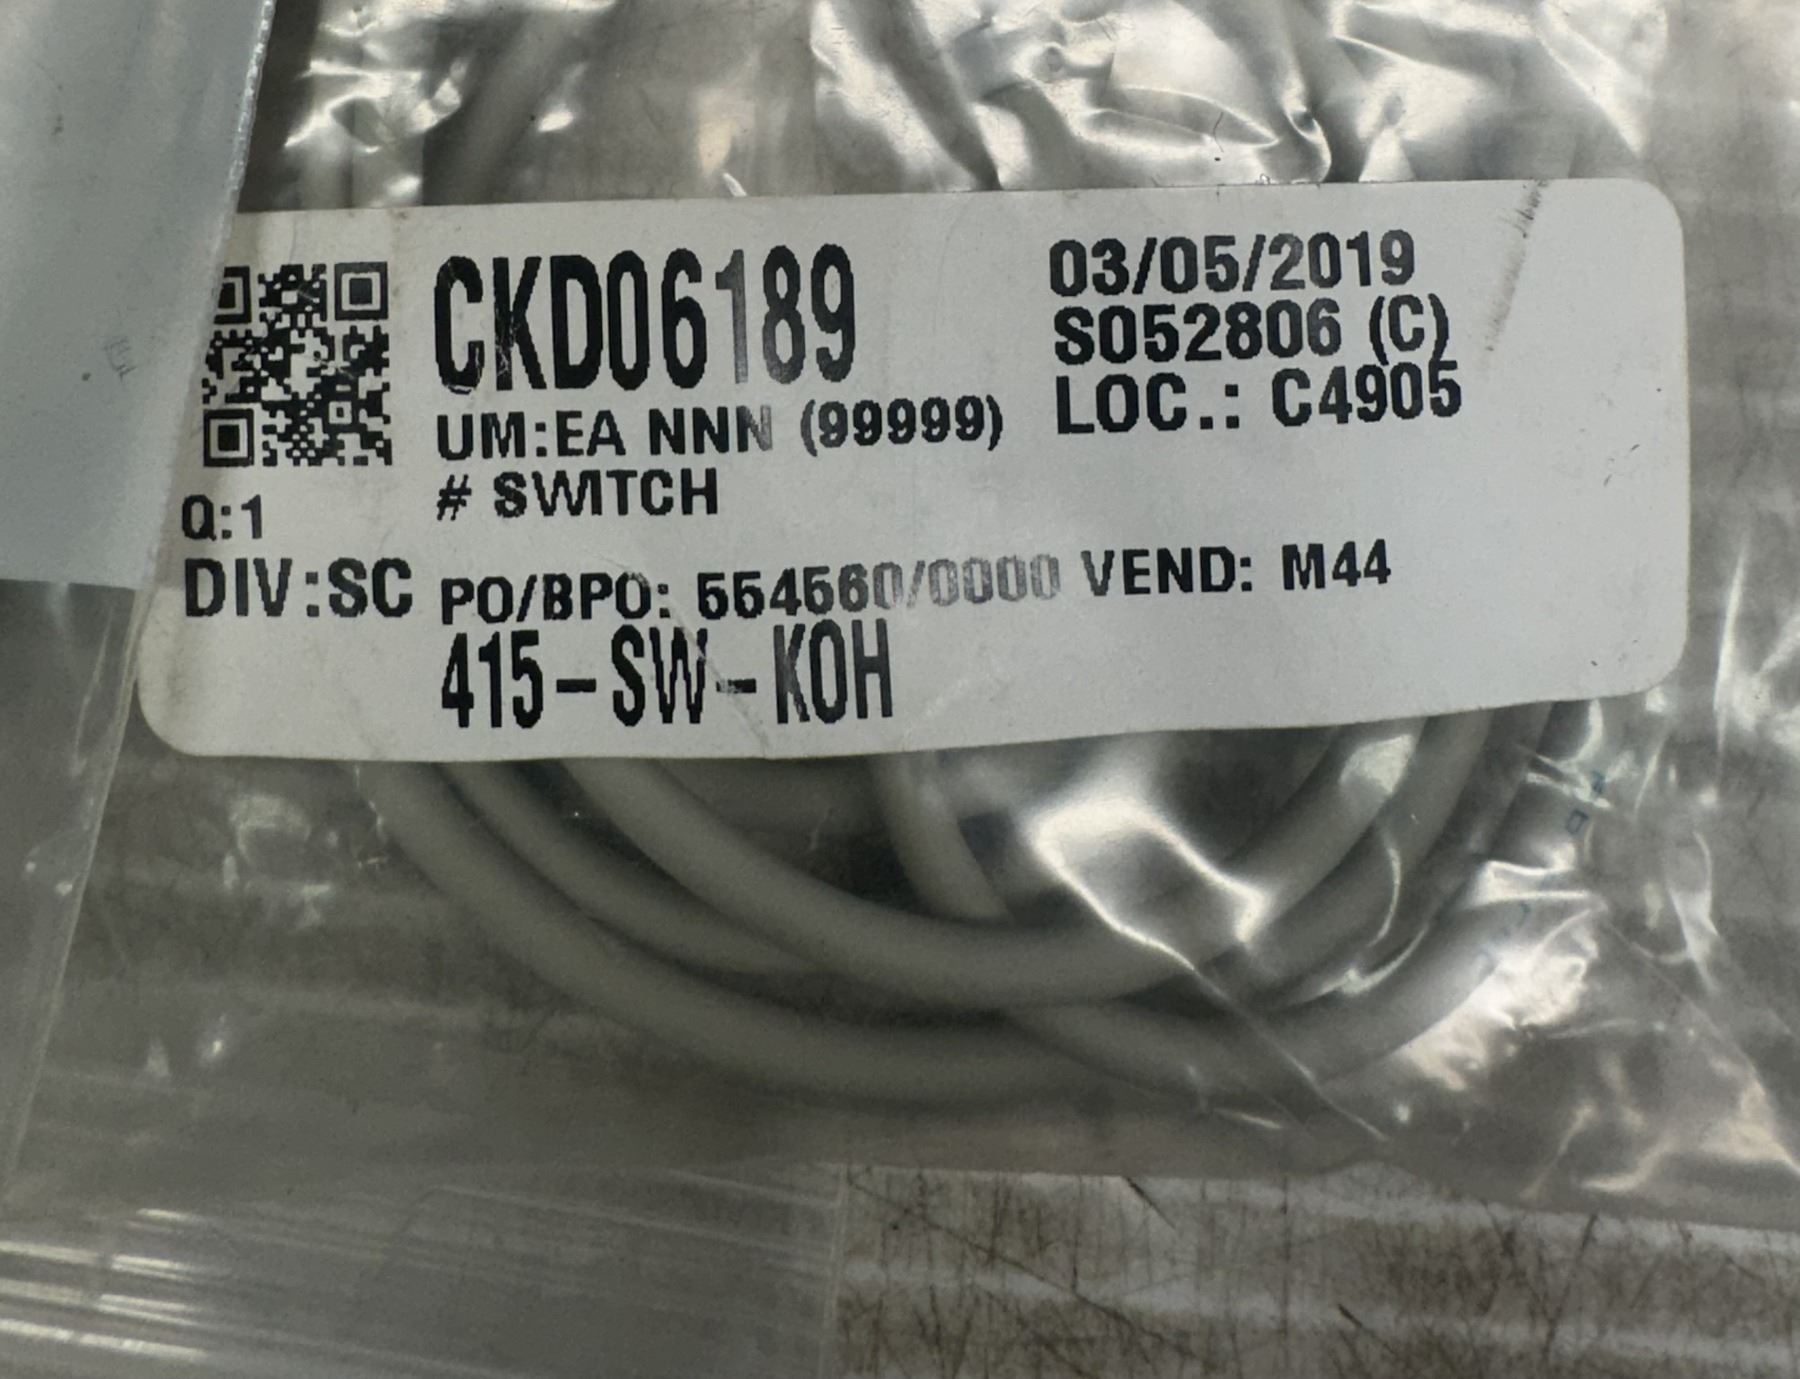 CKD06189
03/05/2019
S052806 (C)
LOC.: C4905
UM:EA NNN (99999)
# SWITCH
Q:1
DIV:SC
PO/BPO: 554560/0000 VEND: M44
415-SW-K0H